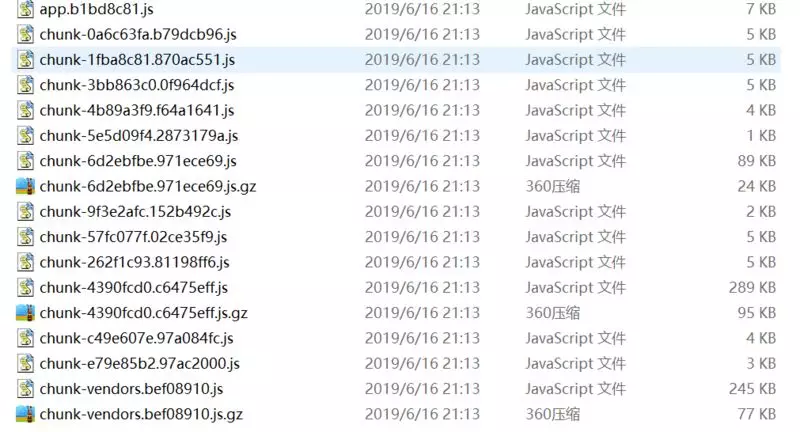 app.b1bd8c81.js 2019/6/16 21:13 JavaScript 文件 7 KB
chunk-0a6c63fa.b79dcb96.js 2019/6/16 21:13 JavaScript 文件 5 KB
chunk-1fba8c81.870ac551.js 2019/6/16 21:13 JavaScript 文件 5 KB
chunk-3bb863c0.0f964dcf.js 2019/6/16 21:13 JavaScript 文件 5 KB
chunk-4b89a3f9.f64a1641.js 2019/6/16 21:13 JavaScript 文件 4 KB
chunk-5e5d09f4.2873179a.js 2019/6/16 21:13 JavaScript 文件 1 KB
chunk-6d2ebfbe.971ece69.js 2019/6/16 21:13 JavaScript 文件 89 KB
chunk-6d2ebfbe.971ece69.js.gz 2019/6/16 21:13 360压缩 24 KB
chunk-9f3e2afc.152b492c.js 2019/6/16 21:13 JavaScript 文件 2 KB
chunk-57fc077f.02ce35f9.js 2019/6/16 21:13 JavaScript 文件 5 KB
chunk-262f1c93.81198ff6.js 2019/6/16 21:13 JavaScript 文件 5 KB
chunk-4390fcd0.c6475eff.js 2019/6/16 21:13 JavaScript 文件 289 KB
chunk-4390fcd0.c6475eff.js.gz 2019/6/16 21:13 360压缩 95 KB
chunk-c49e607e.97a084fc.js 2019/6/16 21:13 JavaScript 文件 4 KB
chunk-e79e85b2.97ac2000.js 2019/6/16 21:13 JavaScript 文件 3 KB
chunk-vendors.bef08910.js 2019/6/16 21:13 JavaScript 文件 245 KB
chunk-vendors.bef08910.js.gz 2019/6/16 21:13 360压缩 77 KB